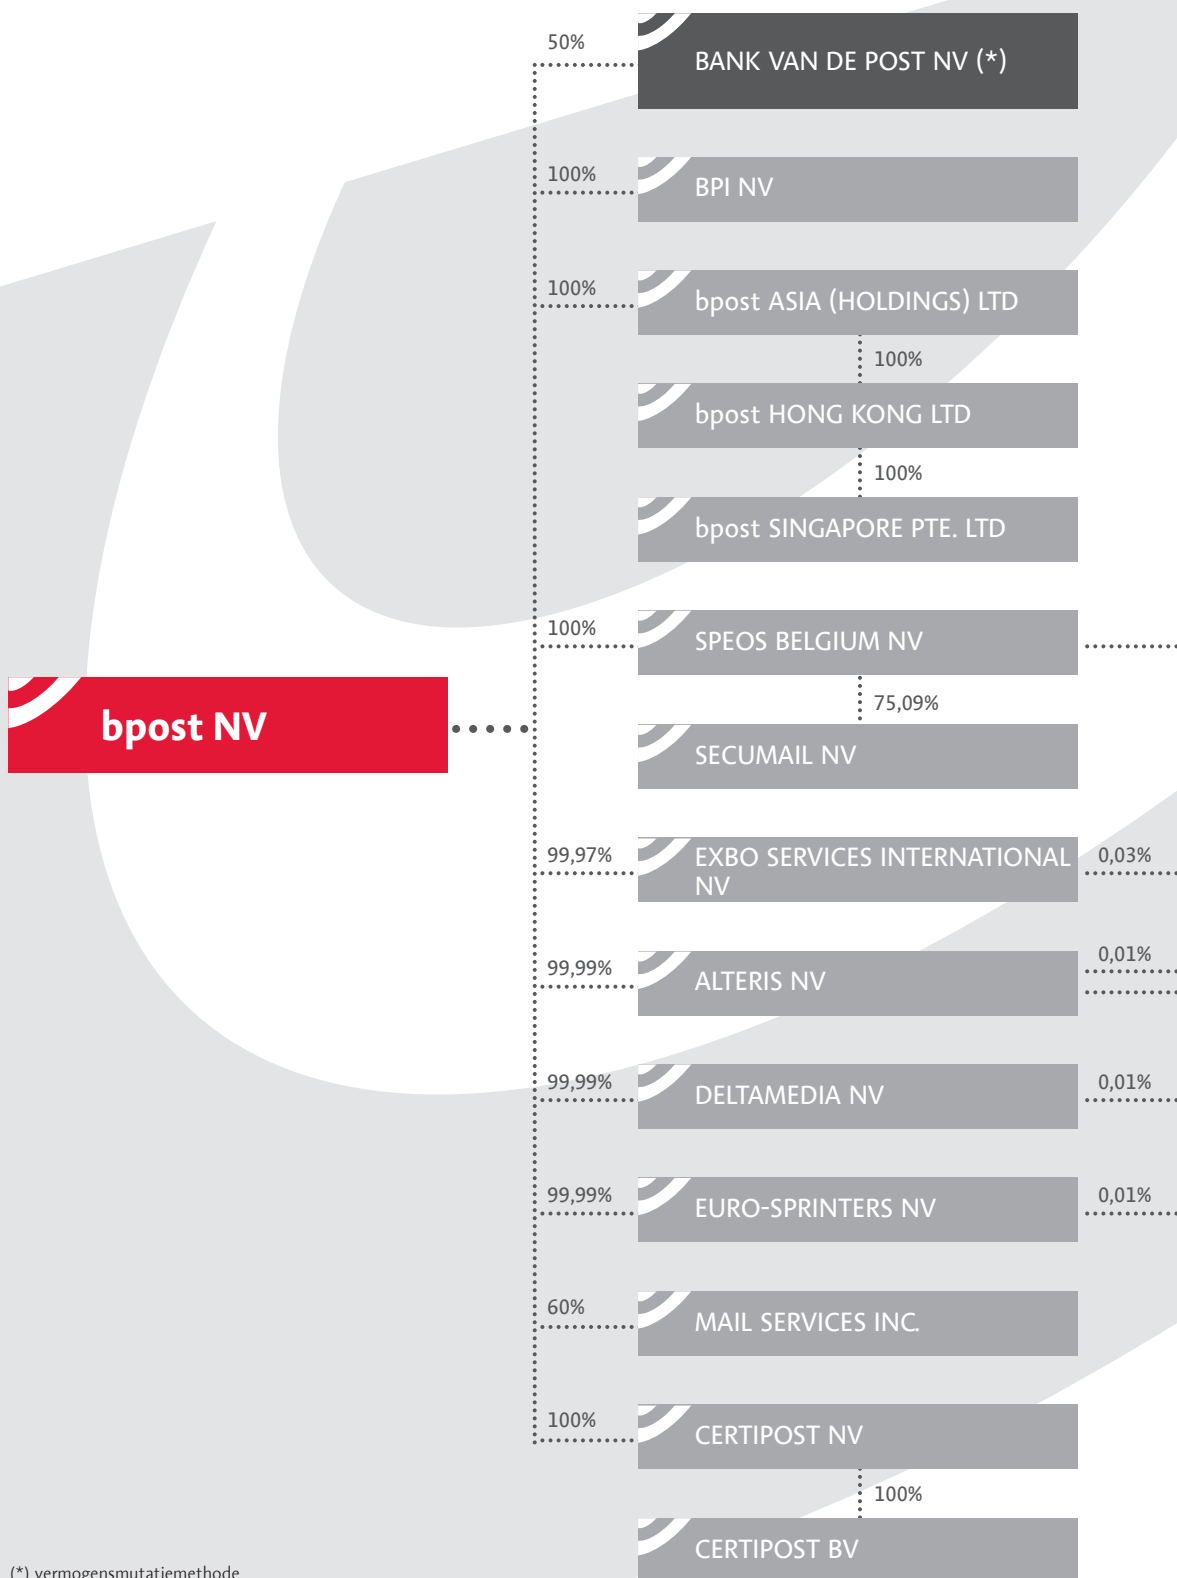 50%
BANK VAN DE POST NV (*)
100%
BPI NV
100%
bpost ASIA (HOLDINGS) LTD
100%
bpost HONG KONG LTD
100%
bpost SINGAPORE PTE. LTD
100%
SPEOS BELGIUM NV
75,09%
bpost NV
SECUMAIL NV
99,97%
EXBO SERVICES INTERNATIONAL
NV
0,03%
99,99%
ALTERIS NV
0,01%
99,99%
DELTAMEDIA NV
0,01%
99,99%
EURO-SPRINTERS NV
0,01%
60%
MAIL SERVICES INC.
100%
CERTIPOST NV
100%
CERTIPOST BV
(*) vermogensmutatiemethode